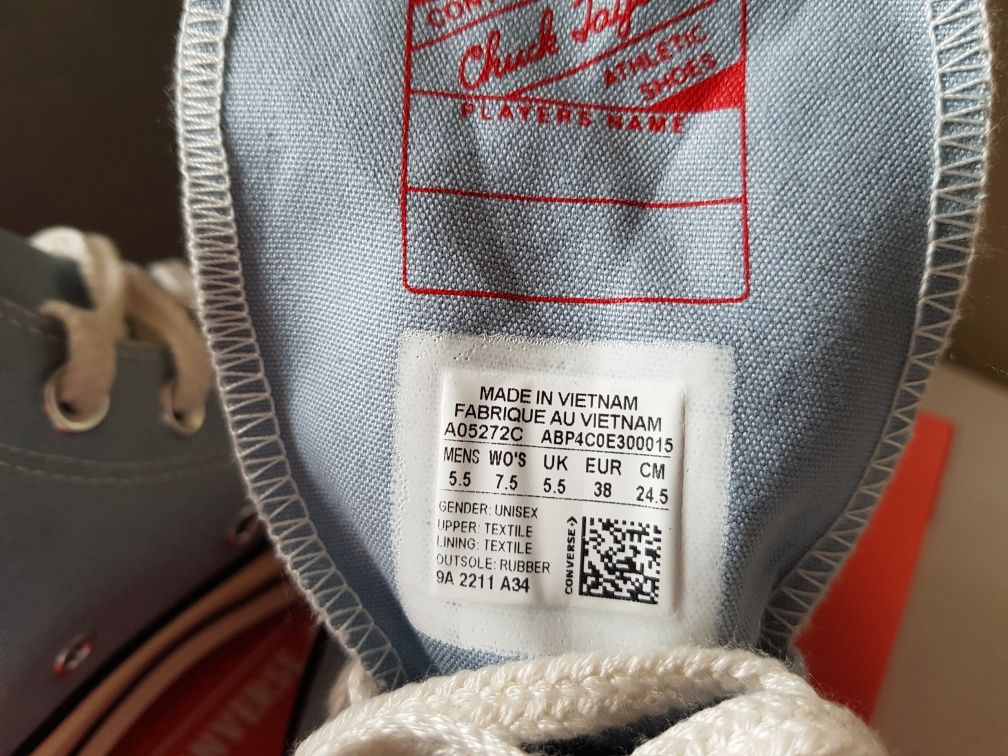 Chuck
ATHLETIC
SHOES
PLAYERS NAME
MADE IN VIETNAM
FABRIQUE AU VIETNAM
A05272C ABP4C0E300015
MENS WO'S UK EUR CM
5.5 7.5 5.5 38 24.5
GENDER: UNISEX
UPPER: TEXTILE
LINING: TEXTILE
OUTSOLE: RUBBER
9A 2211 A34
CONVERSE